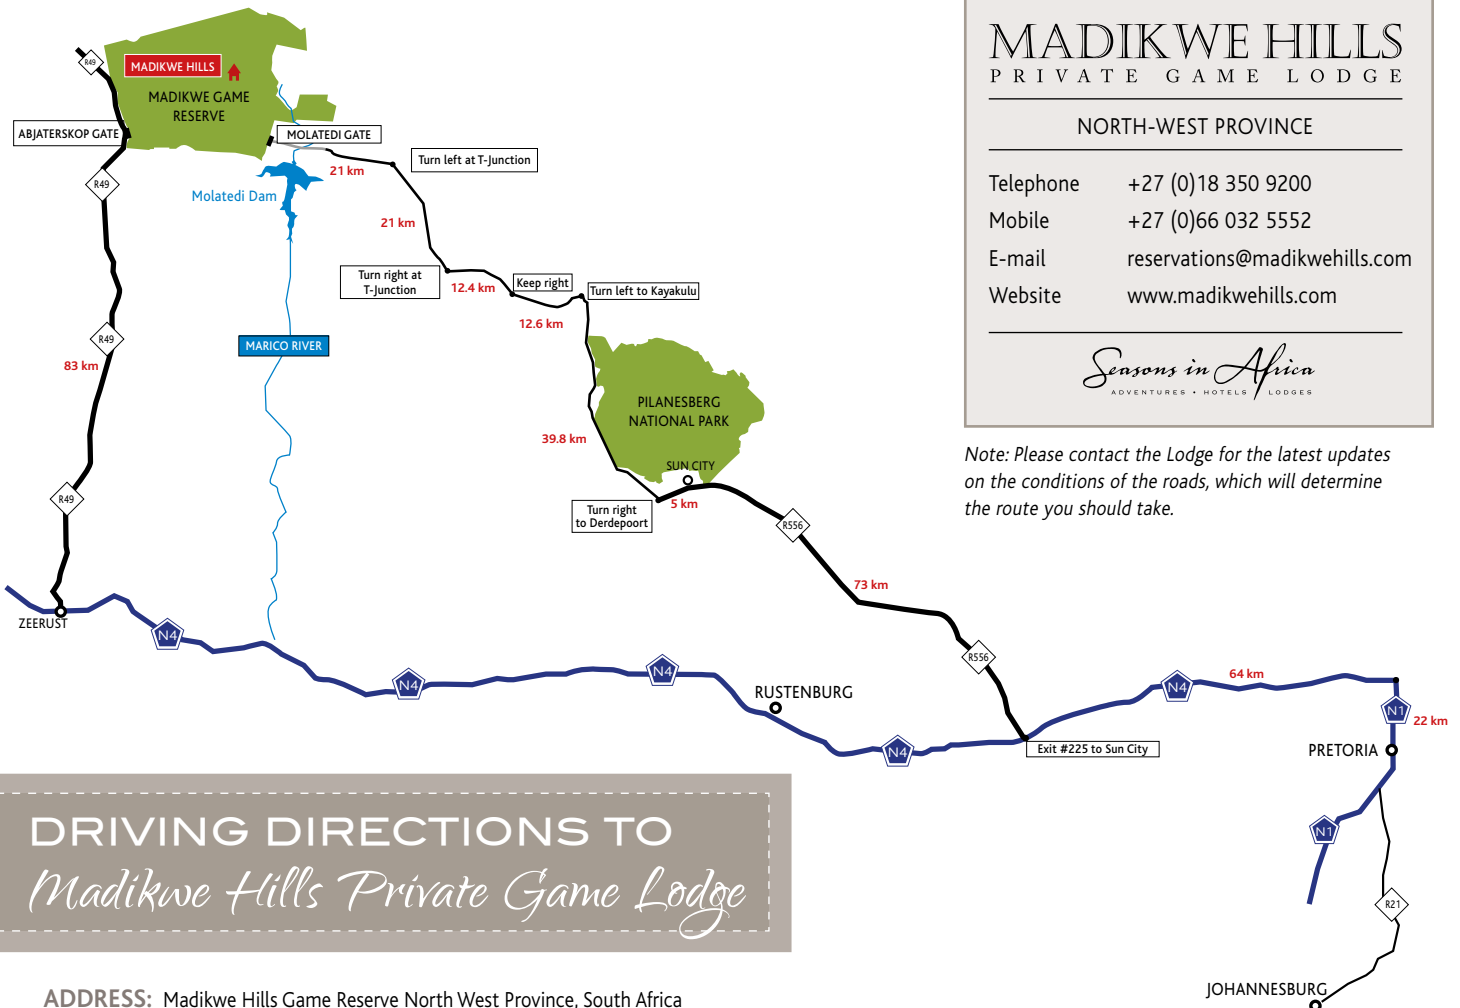 R49
MADIKWE HILLS
MADIKWE GAME
RESERVE
ABJATERSKOP GATE
MOLATEDI GATE
Turn left at T-Junction
21 km
R49
Molatedi Dam
21 km
Turn right at
T-Junction
12.4 km
Keep right
Turn left to Kayakulu
12.6 km
R49
83 km
MARICO RIVER
PILANESBERG
NATIONAL PARK
39.8 km
SUN CITY
5 km
Turn right
to Derdepoort
R49
R556
73 km
ZEERUST
N4
R556
N4
N4
RUSTENBURG
N4
Exit #225 to Sun City
N4
64 km
N1
22 km
PRETORIA
N1
R21
JOHANNESBURG
MADIKWE HILLS
PRIVATE GAME LODGE
NORTH-WEST PROVINCE
Telephone +27 (0)18 350 9200
Mobile +27 (0)66 032 5552
E-mail reservations@madikwehills.com
Website www.madikwehills.com
Seasons in Africa
ADVENTURES • HOTELS • LODGES
Note: Please contact the Lodge for the latest updates
on the conditions of the roads, which will determine
the route you should take.
DRIVING DIRECTIONS TO
Madikwe Hills Private Game Lodge
ADDRESS: Madikwe Hills Game Reserve North West Province, South Africa